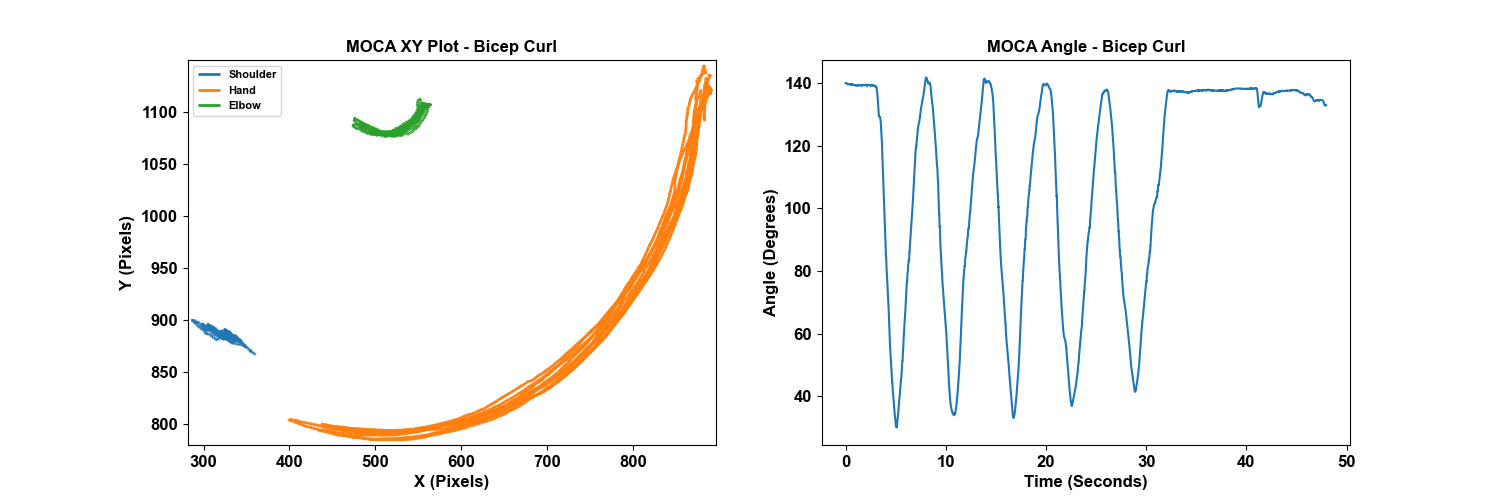 MOCA XY Plot - Bicep Curl
Shoulder
Hand
Elbow
1100
1050
1000
950
900
850
800
Y (Pixels)
300 400 500 600 700 800
X (Pixels)
MOCA Angle - Bicep Curl
140
120
100
80
60
40
Angle (Degrees)
0 10 20 30 40 50
Time (Seconds)